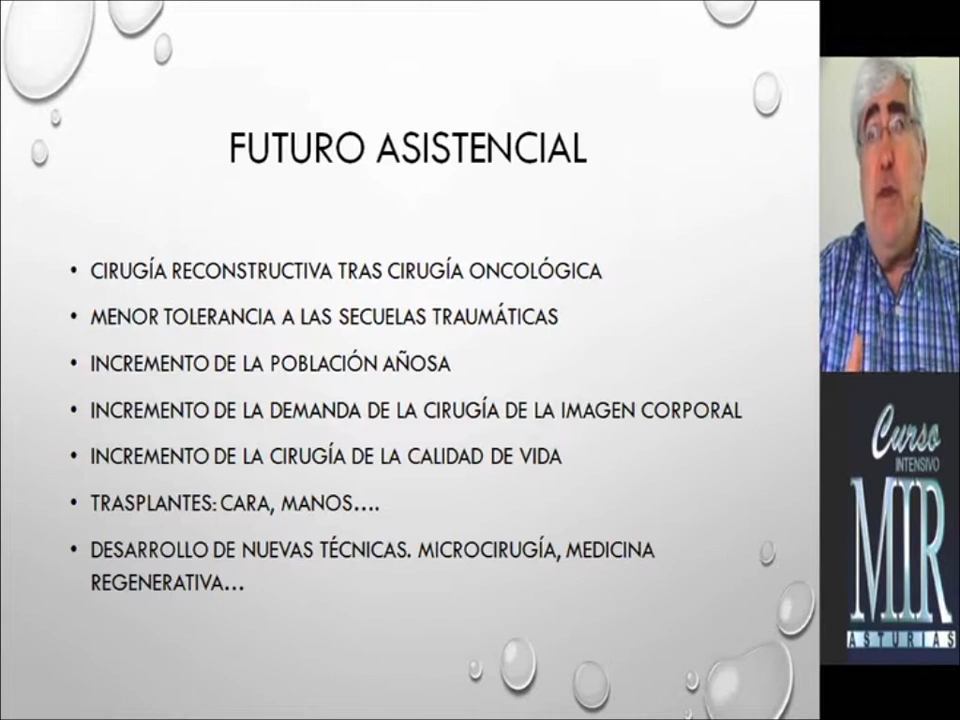 FUTURO ASISTENCIAL
• CIRUGÍA RECONSTRUCTIVA TRAS CIRUGÍA ONCOLÓGICA
• MENOR TOLERANCIA A LAS SECUELAS TRAUMÁTICAS
• INCREMENTO DE LA POBLACIÓN AÑOSA
• INCREMENTO DE LA DEMANDA DE LA CIRUGÍA DE LA IMAGEN CORPORAL
• INCREMENTO DE LA CIRUGÍA DE LA CALIDAD DE VIDA
• TRASPLANTES: CARA, MANOS....
• DESARROLLO DE NUEVAS TÉCNICAS. MICROCIRUGÍA, MEDICINA
REGENERATIVA...
Curso
INTENSIVO
MIR
ASTURIAS